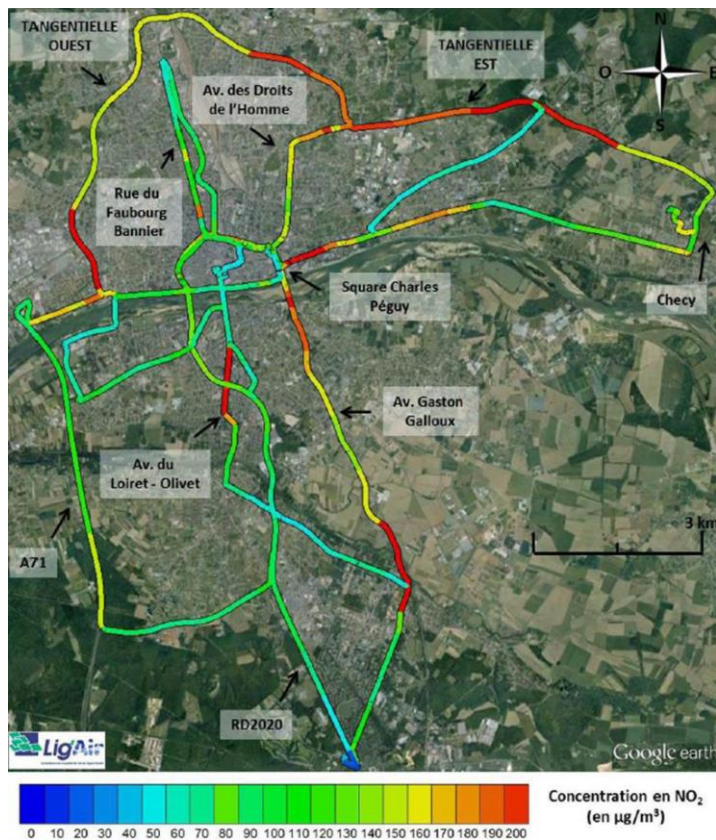 TANGENTIELLE
OUEST
N
TANGENTIELLE
EST
O
E
S
Av. des Droits
de l'Homme
Rue du
Faubourg
Bannier
Square Charles
Péguy
Checy
Av. Gaston
Galloux
Av. du
Loiret - Olivet
3 km
A71
RD2020
Lig'Air
Google earth
0 10 20 30 40 50 60 70 80 90 100 110 120 130 140 150 160 170 180 190 200
Concentration en NO₂
(en µg/m³)